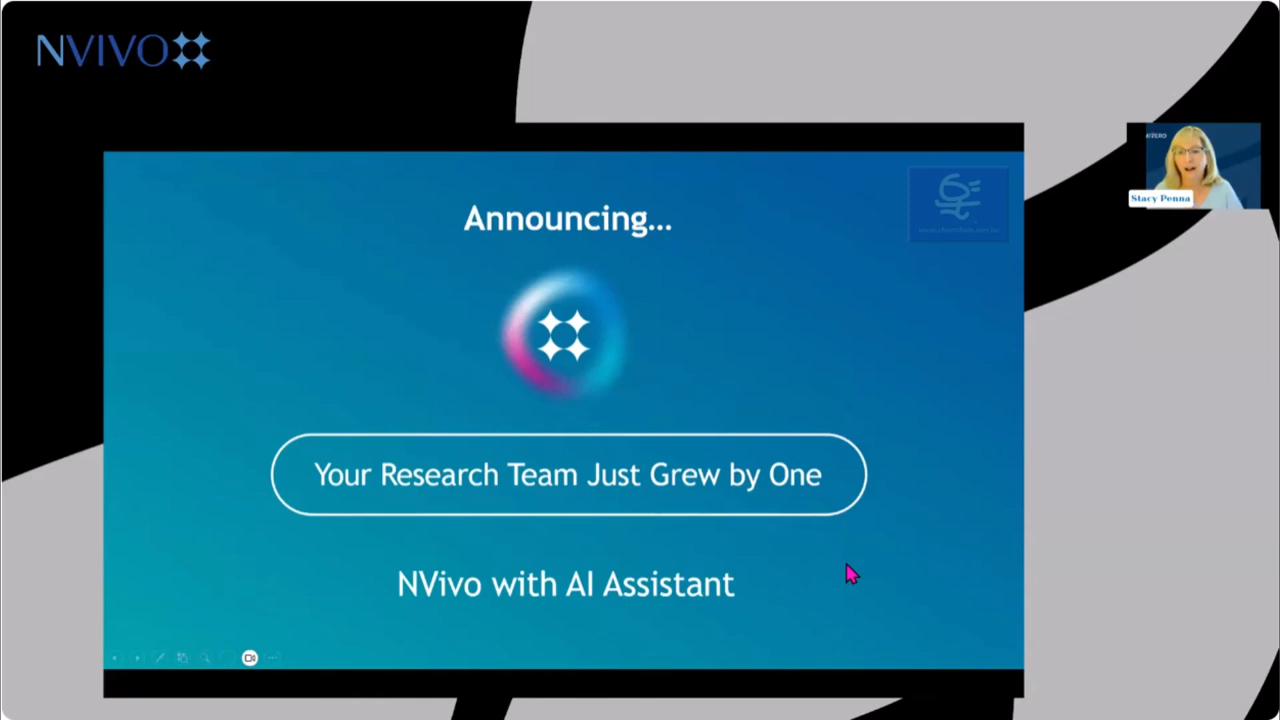 NVIVO
Announcing...
Stacy Penna
Your Research Team Just Grew by One
NVivo with AI Assistant